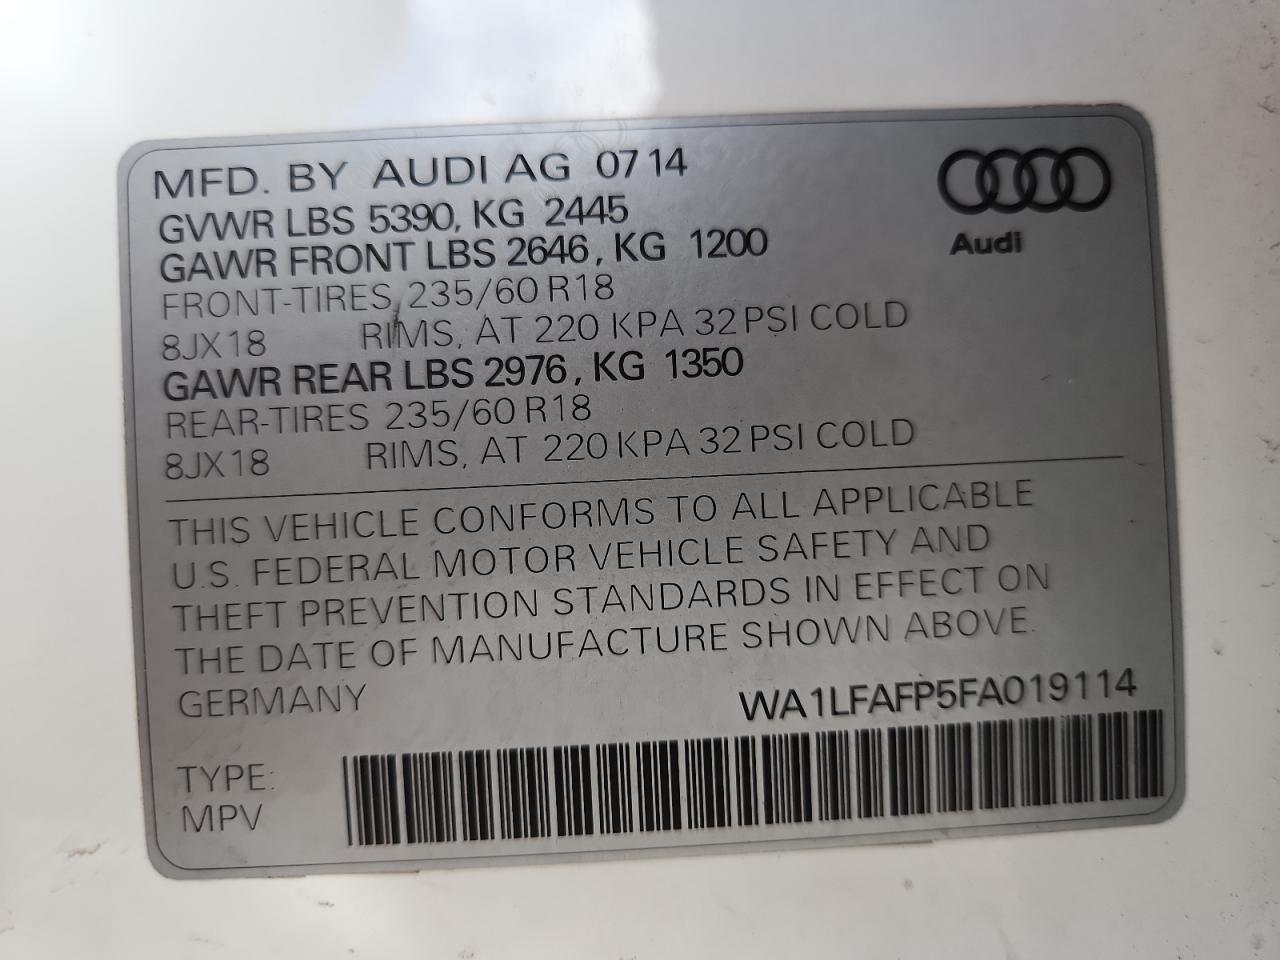 MFD. BY AUDI AG 07 14
GVWR LBS 5390, KG 2445
GAWR FRONT LBS 2646, KG 1200
FRONT-TIRES 235/60 R18
8JX18 RIMS, AT 220 KPA 32 PSI COLD
GAWR REAR LBS 2976, KG 1350
REAR-TIRES 235/60 R18
8JX18 RIMS, AT 220 KPA 32 PSI COLD
Audi
THIS VEHICLE CONFORMS TO ALL APPLICABLE
U.S. FEDERAL MOTOR VEHICLE SAFETY AND
THEFT PREVENTION STANDARDS IN EFFECT ON
THE DATE OF MANUFACTURE SHOWN ABOVE.
GERMANY WA1LFAFP5FA019114
TYPE:
MPV